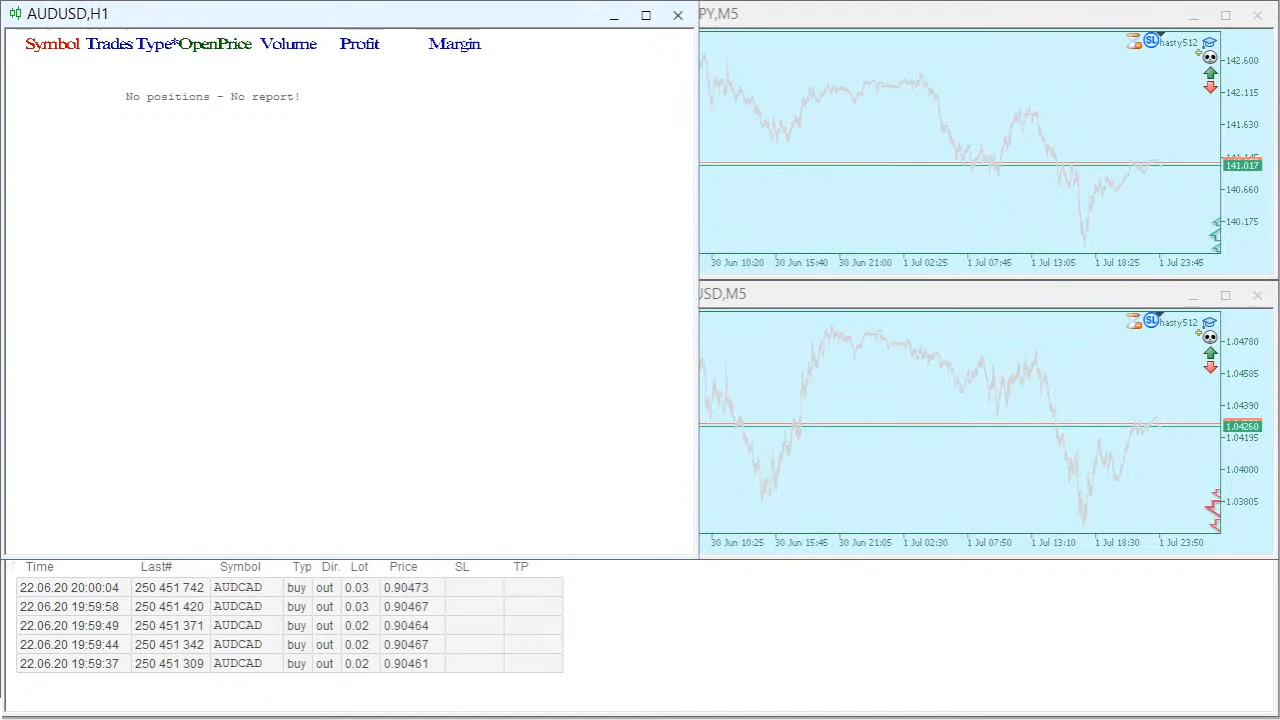 AUDUSD,H1
Symbol Trades Type*OpenPrice Volume Profit Margin
No positions - No report!
PY,M5
SL hasty512
142.600
142.115
141.630
141.017
140.660
140.175
30 Jun 10:20 30 Jun 15:40 30 Jun 21:00 1 Jul 02:25 1 Jul 07:45 1 Jul 13:05 1 Jul 18:25 1 Jul 23:45
USD,M5
SL hasty512
1.04780
1.04585
1.04390
1.04260
1.04195
1.04000
1.03805
30 Jun 10:25 30 Jun 15:45 30 Jun 21:05 1 Jul 02:30 1 Jul 07:50 1 Jul 13:10 1 Jul 18:30 1 Jul 23:50
Time Last# Symbol Typ Dir. Lot Price SL TP
22.06.20 20:00:04 250 451 742 AUDCAD buy out 0.03 0.90473
22.06.20 19:59:58 250 451 420 AUDCAD buy out 0.03 0.90467
22.06.20 19:59:49 250 451 371 AUDCAD buy out 0.02 0.90464
22.06.20 19:59:44 250 451 342 AUDCAD buy out 0.02 0.90467
22.06.20 19:59:37 250 451 309 AUDCAD buy out 0.02 0.90461